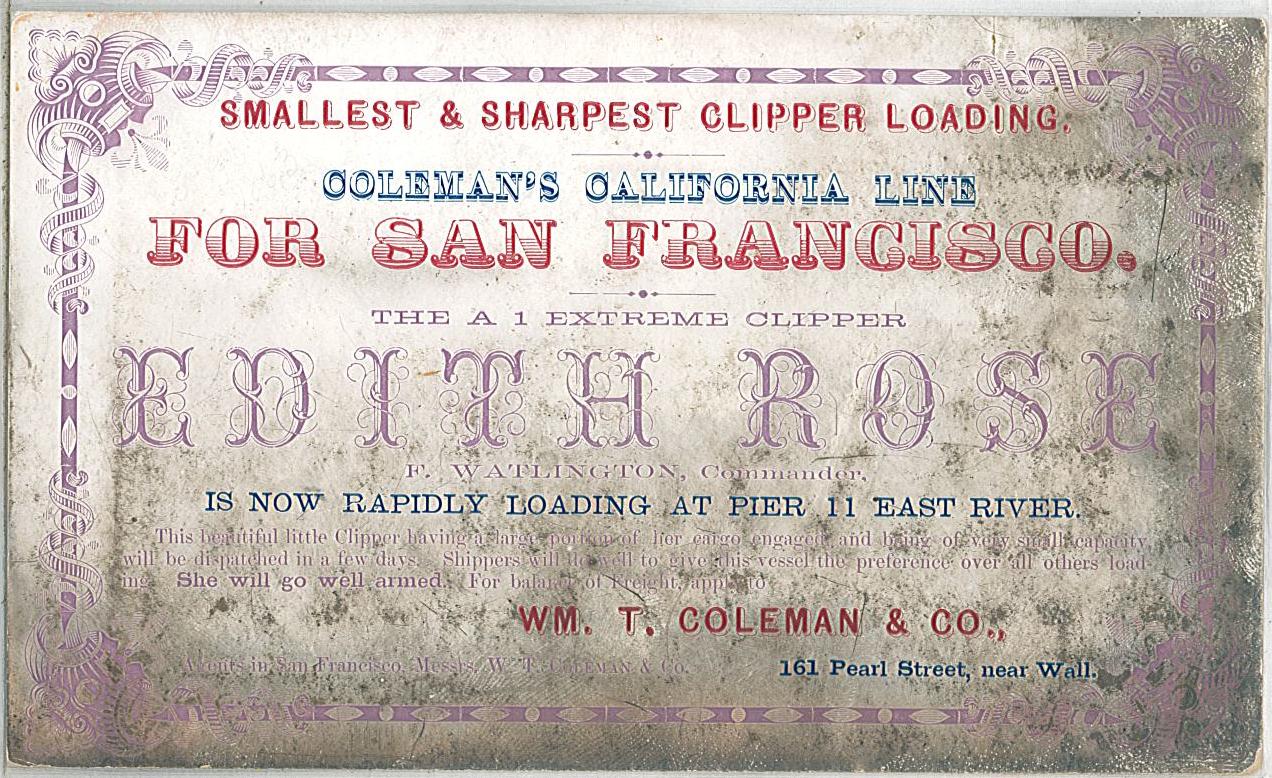 SMALLEST & SHARPEST CLIPPER LOADING.
COLEMAN'S CALIFORNIA LINE
FOR SAN FRANCISCO.
THE A 1 EXTREME CLIPPER
EDITH ROSE
F. WATLINGTON, Commander,
IS NOW RAPIDLY LOADING AT PIER 11 EAST RIVER.
This beautiful little Clipper having a large portion of her cargo engaged, and being of very small capacity,
will be dispatched in a few days. Shippers will do well to give this vessel the preference over all others load-
ing. She will go well armed. For balance of Freight, apply to
WM. T. COLEMAN & CO.,
161 Pearl Street, near Wall.
Agents in San Francisco, Messrs. W. T. COLEMAN & Co.